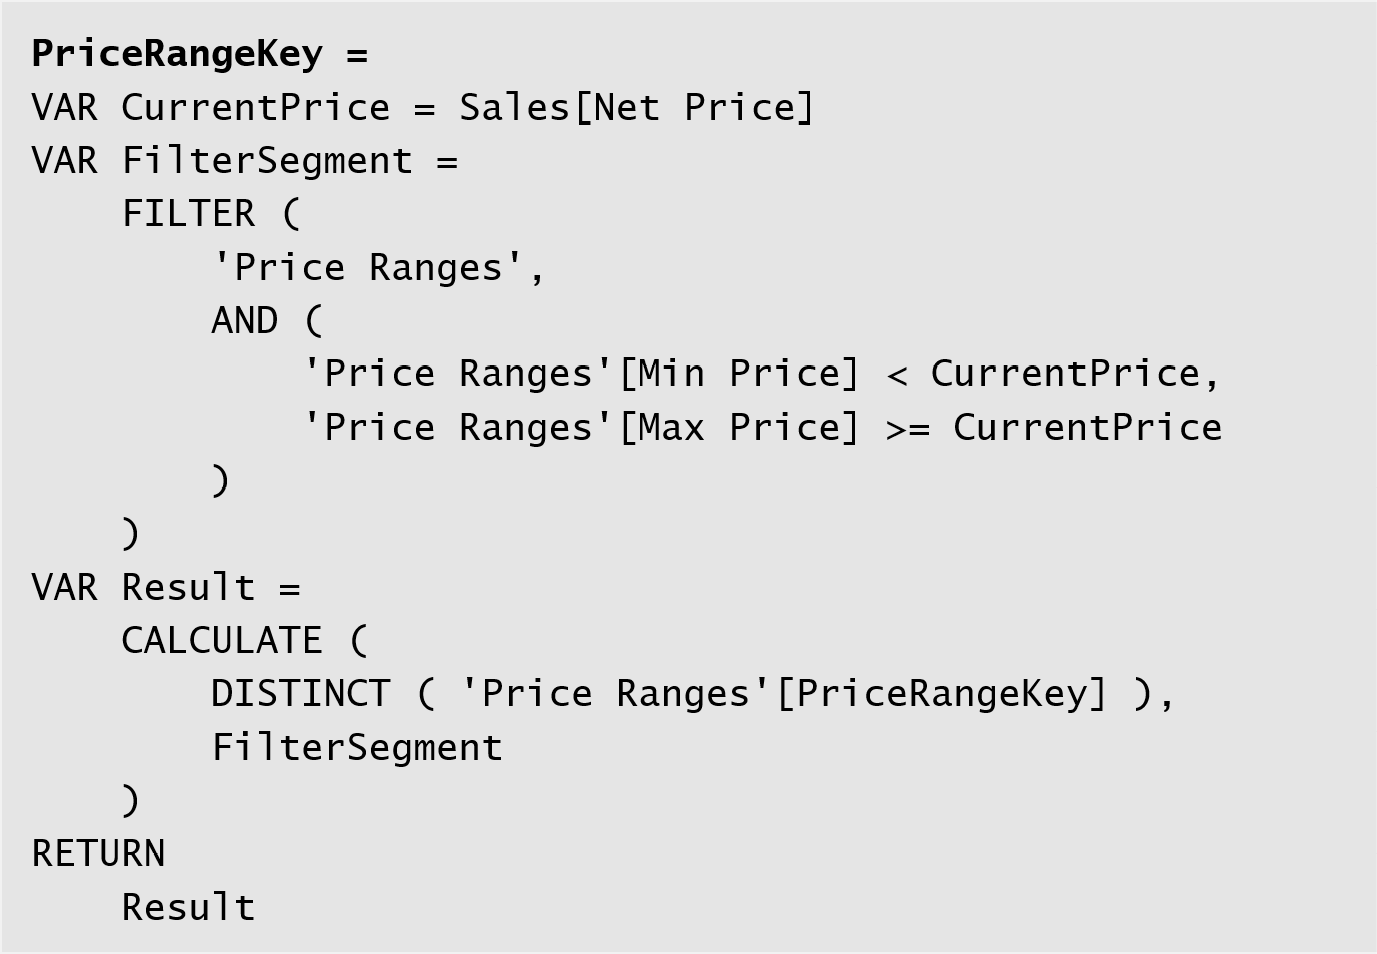 PriceRangeKey =
VAR CurrentPrice = Sales[Net Price]
VAR FilterSegment =
    FILTER (
        'Price Ranges',
        AND (
            'Price Ranges'[Min Price] < CurrentPrice,
            'Price Ranges'[Max Price] >= CurrentPrice
        )
    )
VAR Result =
    CALCULATE (
        DISTINCT ( 'Price Ranges'[PriceRangeKey] ),
        FilterSegment
    )
RETURN
    Result